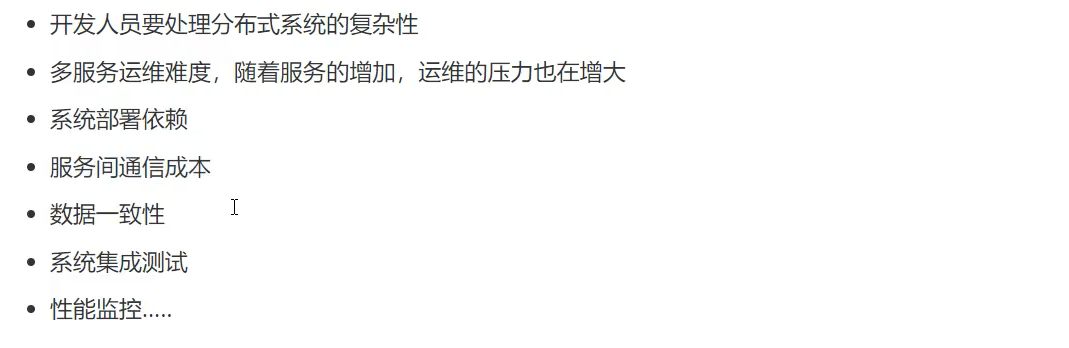 开发人员要处理分布式系统的复杂性
多服务运维难度，随着服务的增加，运维的压力也在增大
系统部署依赖
服务间通信成本
数据一致性
系统集成测试
性能监控.....